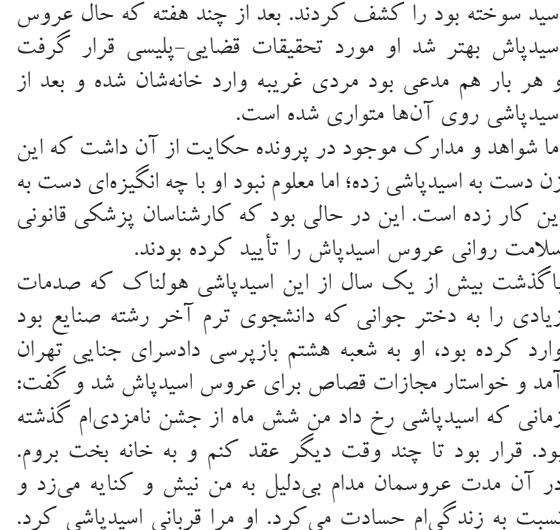 سید سوخته بود را کشف کردند. بعد از چند هفته که حال عروس
سیدپاش بهتر شد او مورد تحقیقات قضایی-پلیسی قرار گرفت
و هر بار هم مدعی بود مردی غریبه وارد خانه‌شان شده و بعد از
سیدپاشی روی آن‌ها متواری شده است.
ما شواهد و مدارک موجود در پرونده حکایت از آن داشت که این
زن دست به اسیدپاشی زده؛ اما معلوم نبود او با چه انگیزه‌ای دست به
ین کار زده است. این در حالی بود که کارشناسان پزشکی قانونی
سلامت روانی عروس اسیدپاش را تأیید کرده بودند.
باگذشت بیش از یک سال از این اسیدپاشی هولناک که صدمات
زیادی را به دختر جوانی که دانشجوی ترم آخر رشته صنایع بود
وارد کرده بود، او به شعبه هشتم بازپرسی دادسرای جنایی تهران
آمد و خواستار مجازات قصاص برای عروس اسیدپاش شد و گفت:
زمانی که اسیدپاشی رخ داد من شش ماه از جشن نامزدی‌ام گذشته
بود. قرار بود تا چند وقت دیگر عقد کنم و به خانه بخت بروم.
در آن مدت عروسمان مدام بی‌دلیل به من نیش و کنایه می‌زد و
نسبت به زندگی‌ام حسادت می‌کرد. او مرا قربانی اسیدپاشی کرد.